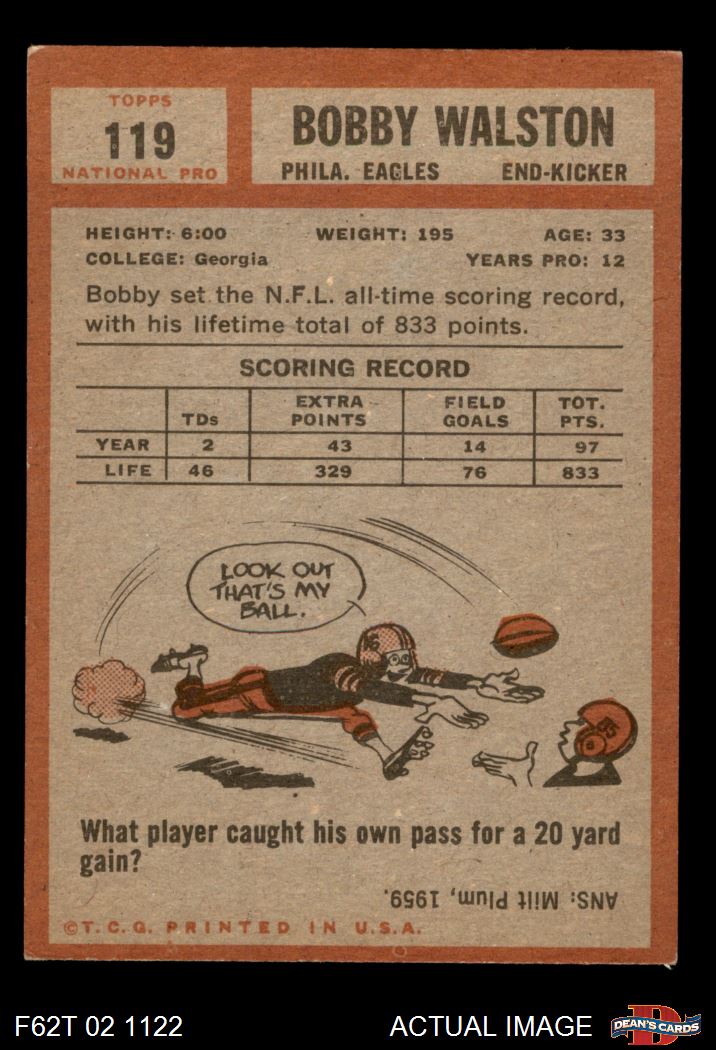 TOPPS
119
NATIONAL PRO
BOBBY WALSTON
PHILA. EAGLES END-KICKER
HEIGHT: 6:00 WEIGHT: 195 AGE: 33
COLLEGE: Georgia YEARS PRO: 12
Bobby set the N.F.L. all-time scoring record,
with his lifetime total of 833 points.
SCORING RECORD
TDs EXTRA POINTS FIELD GOALS TOT. PTS.
YEAR 2 43 14 97
LIFE 46 329 76 833
LOOK OUT
THAT'S MY
BALL.
15
55
What player caught his own pass for a 20 yard
gain?
ANS: Milt Plum, 1959.
©T.C.G. PRINTED IN U.S.A.
F62T 02 1122 ACTUAL IMAGE
D
DEAN'S CARDS